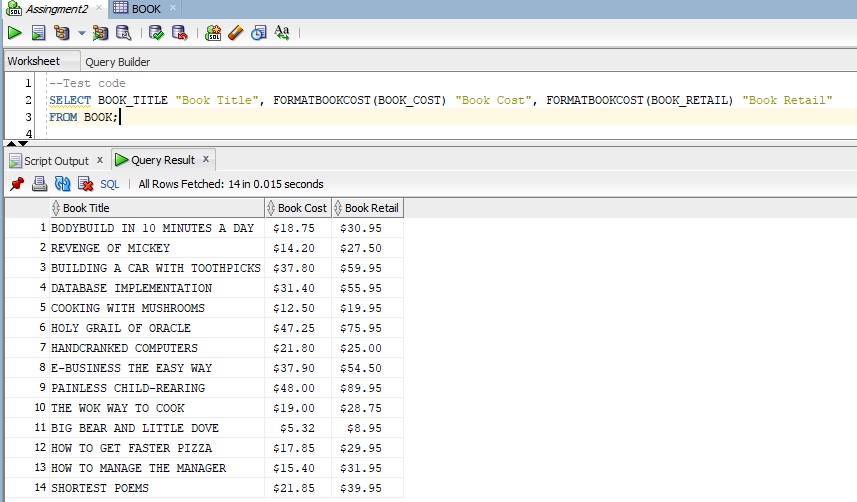 Assingment2 × BOOK ×
SQL Aa
Worksheet Query Builder
1 --Test code
2 SELECT BOOK_TITLE "Book Title", FORMATBOOKCOST(BOOK_COST) "Book Cost", FORMATBOOKCOST(BOOK_RETAIL) "Book Retail"
3 FROM BOOK;
4
Script Output x Query Result x
SQL | All Rows Fetched: 14 in 0.015 seconds
Book Title Book Cost Book Retail
1 BODYBUILD IN 10 MINUTES A DAY $18.75 $30.95
2 REVENGE OF MICKEY $14.20 $27.50
3 BUILDING A CAR WITH TOOTHPICKS $37.80 $59.95
4 DATABASE IMPLEMENTATION $31.40 $55.95
5 COOKING WITH MUSHROOMS $12.50 $19.95
6 HOLY GRAIL OF ORACLE $47.25 $75.95
7 HANDCRANKED COMPUTERS $21.80 $25.00
8 E-BUSINESS THE EASY WAY $37.90 $54.50
9 PAINLESS CHILD-REARING $48.00 $89.95
10 THE WOK WAY TO COOK $19.00 $28.75
11 BIG BEAR AND LITTLE DOVE $5.32 $8.95
12 HOW TO GET FASTER PIZZA $17.85 $29.95
13 HOW TO MANAGE THE MANAGER $15.40 $31.95
14 SHORTEST POEMS $21.85 $39.95